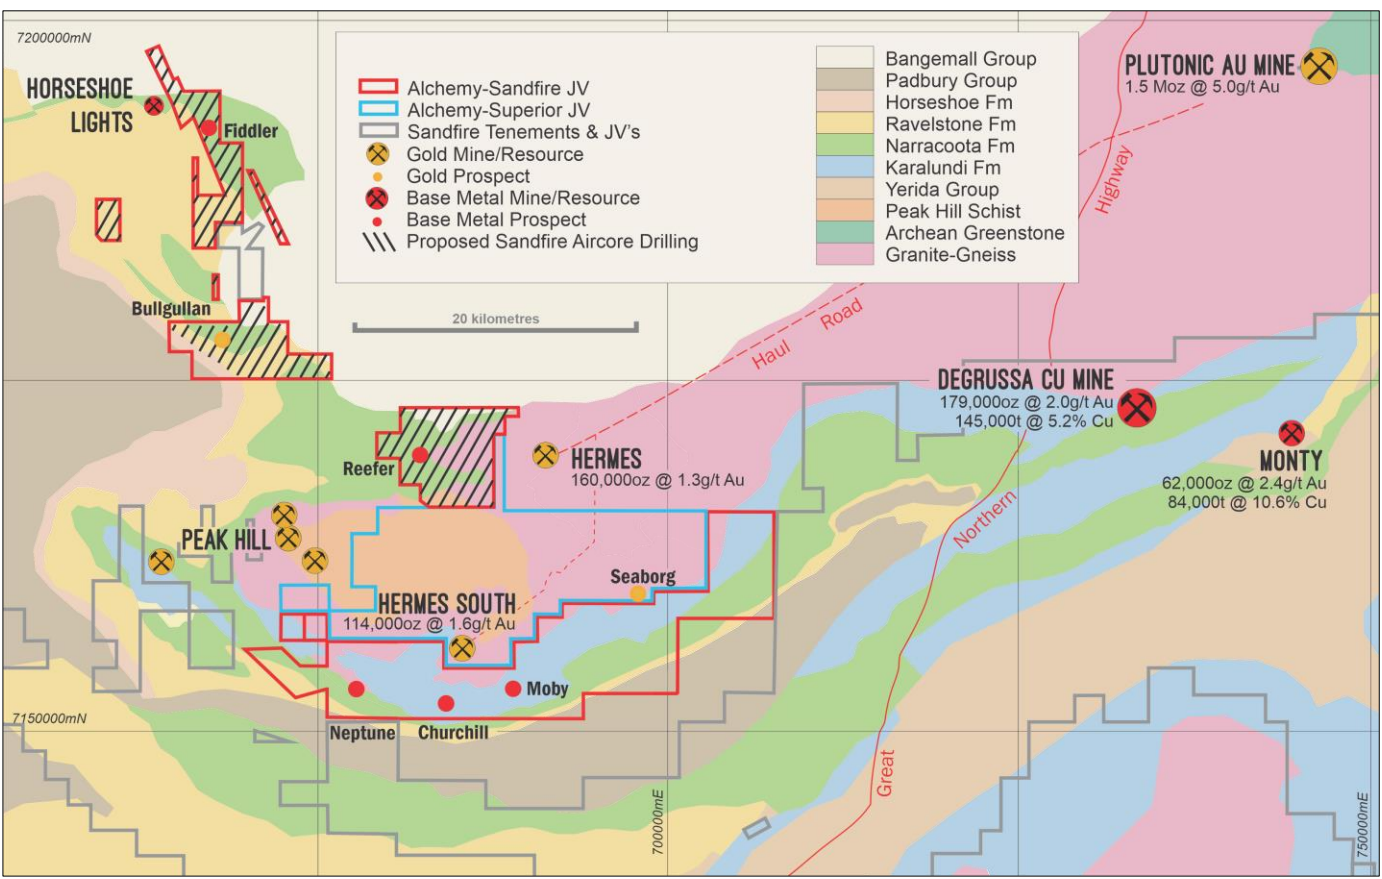 7200000mN
HORSESHOE
LIGHTS
Fiddler
Bullgullan
Alchemy-Sandfire JV
Alchemy-Superior JV
Sandfire Tenements & JV's
Gold Mine/Resource
Gold Prospect
Base Metal Mine/Resource
Base Metal Prospect
Proposed Sandfire Aircore Drilling
Bangemall Group
Padbury Group
Horseshoe Fm
Ravelstone Fm
Narracoota Fm
Karalundi Fm
Yerida Group
Peak Hill Schist
Archean Greenstone
Granite-Gneiss
PLUTONIC AU MINE
1.5 Moz @ 5.0g/t Au
Highway
20 kilometres
Haul Road
DEGRUSSA CU MINE
179,000oz @ 2.0g/t Au
145,000t @ 5.2% Cu
Reefer
HERMES
160,000oz @ 1.3g/t Au
MONTY
62,000oz @ 2.4g/t Au
84,000t @ 10.6% Cu
Northern
PEAK HILL
Seaborg
HERMES SOUTH
114,000oz @ 1.6g/t Au
Moby
7150000mN
Neptune
Churchill
Great
700000mE
750000mE